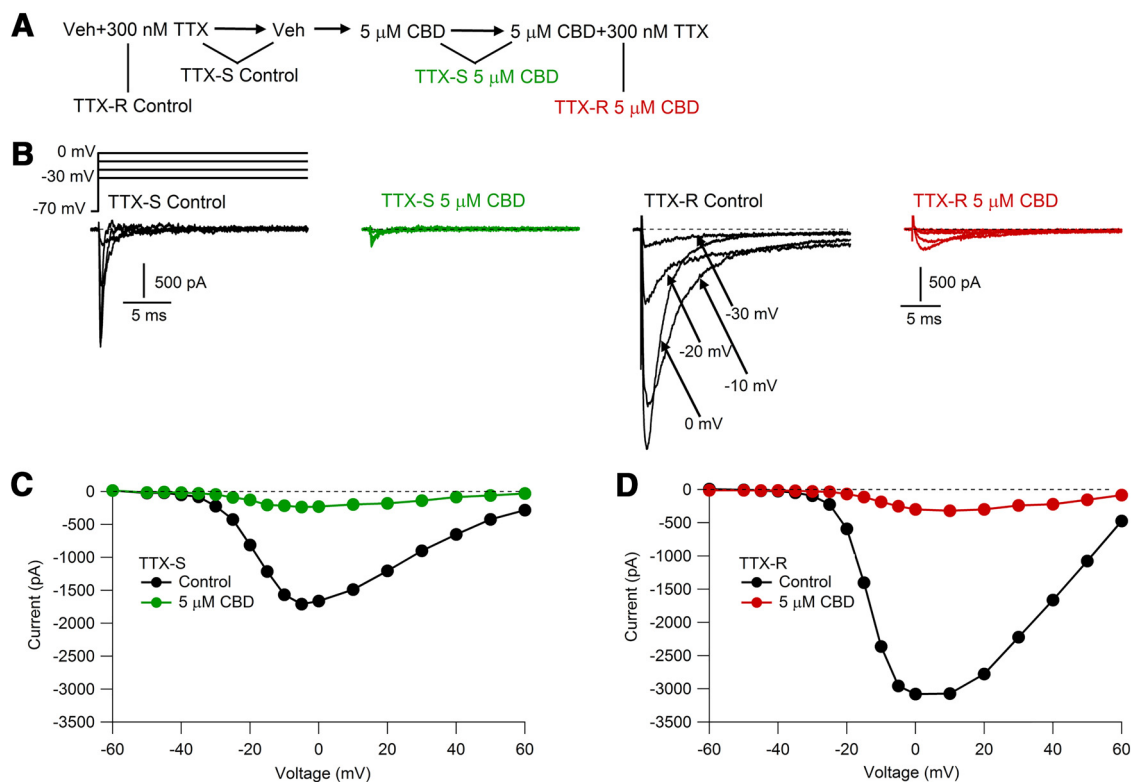 A
Veh+300 nM TTX
Veh
5 μM CBD
5 μM CBD+300 nM TTX
TTX-S Control
TTX-S 5 μM CBD
TTX-R Control
TTX-R 5 μM CBD
B
0 mV
-30 mV
-70 mV
TTX-S Control
TTX-S 5 μM CBD
TTX-R Control
TTX-R 5 μM CBD
500 pA
5 ms
500 pA
5 ms
-30 mV
-20 mV
-10 mV
0 mV
C
0
-500
-1000
-1500
-2000
-2500
-3000
-3500
Current (pA)
TTX-S
Control
5 μM CBD
-60
-40
-20
0
20
40
60
Voltage (mV)
D
0
-500
-1000
-1500
-2000
-2500
-3000
-3500
Current (pA)
TTX-R
Control
5 μM CBD
-60
-40
-20
0
20
40
60
Voltage (mV)